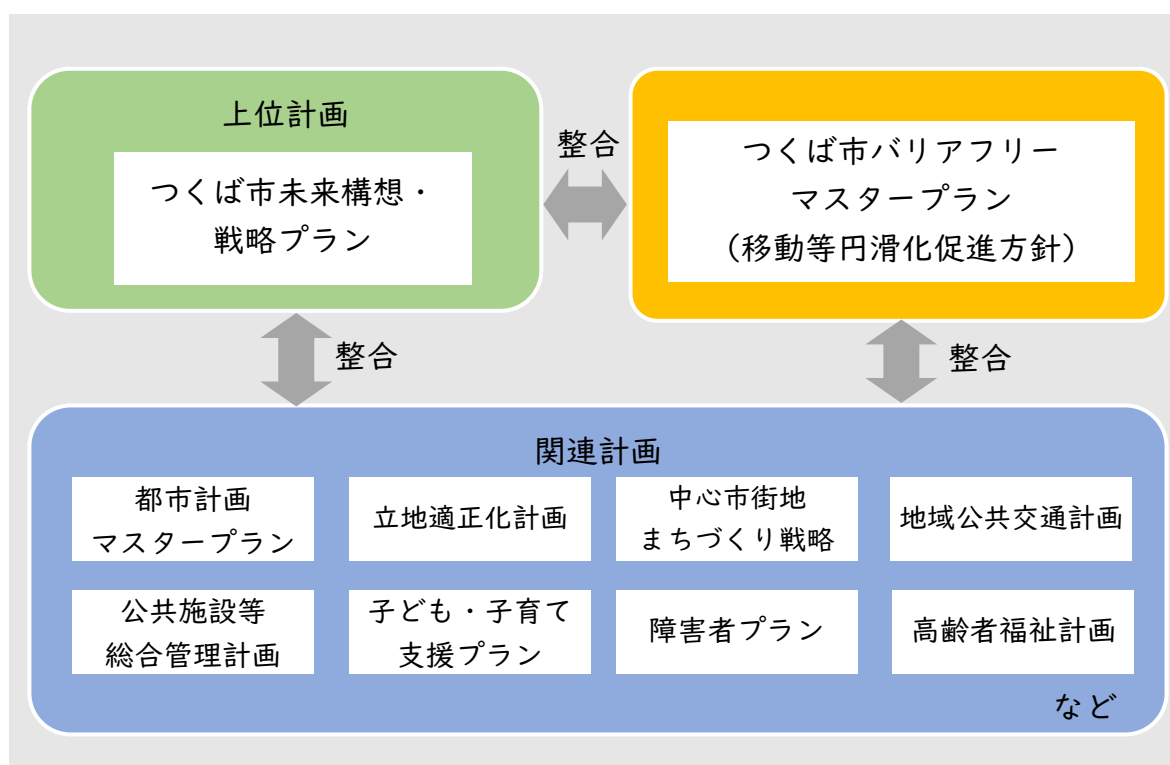 上位計画
つくば市未来構想・
戦略プラン
整合
つくば市バリアフリー
マスタープラン
（移動等円滑化促進方針）
整合
整合
関連計画
都市計画
マスタープラン
立地適正化計画
中心市街地
まちづくり戦略
地域公共交通計画
公共施設等
総合管理計画
子ども・子育て
支援プラン
障害者プラン
高齢者福祉計画
など